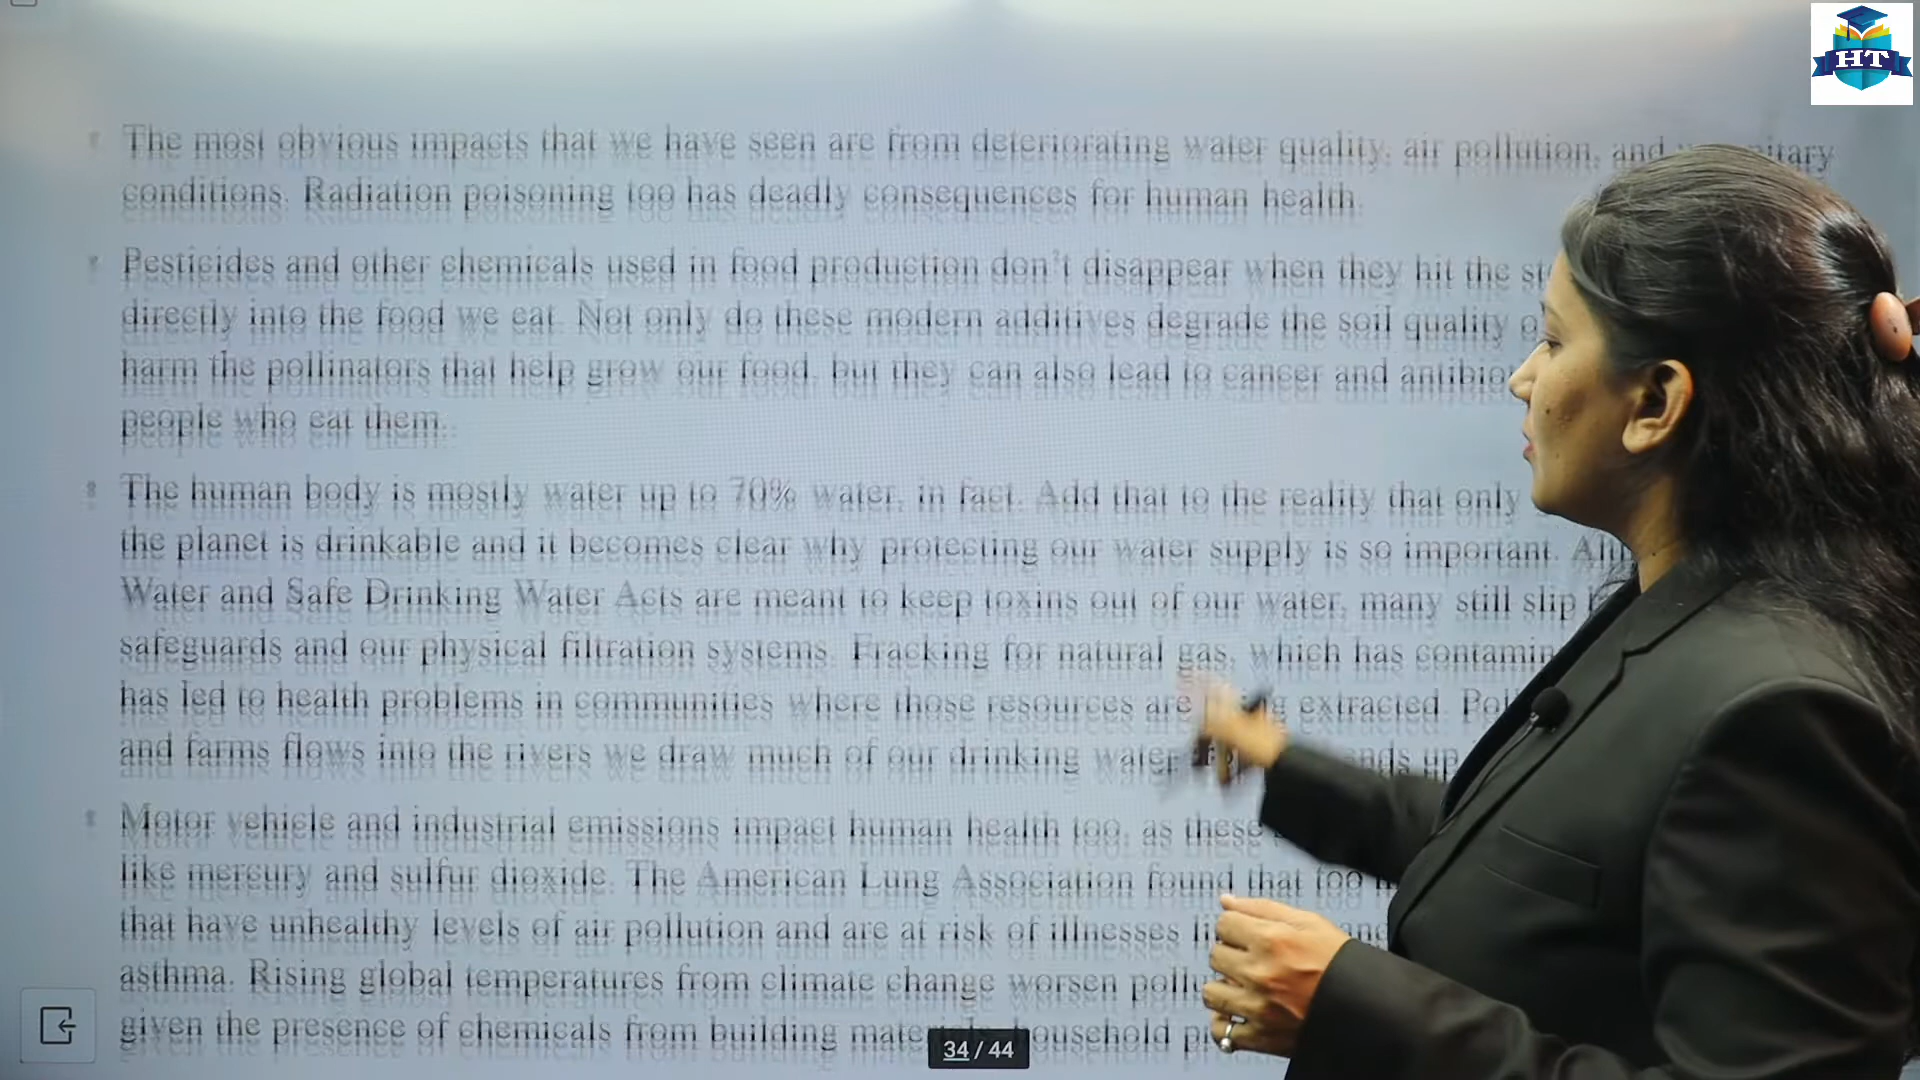 HT
The most obvious impacts that we have seen are from deteriorating water quality, air pollution, and
conditions. Radiation poisoning too has deadly consequences for human health.
Pesticides and other chemicals used in food production don't disappear when they hit the
directly into the food we eat. Not only do these modern additives degrade the soil quality
harm the pollinators that help grow our food, but they can also lead to cancer and
people who eat them.
The human body is mostly water up to 70% water, in fact. Add that to the reality that only
the planet is drinkable and it becomes clear why protecting our water supply is so important.
Water and Safe Drinking Water Acts are meant to keep toxins out of our water, many still slip
safeguards and our physical filtration systems. Fracking for natural gas, which has
has led to health problems in communities where those resources are extracted.
and farms flows into the rivers we draw much of our drinking water up
Motor vehicle and industrial emissions impact human health too, as these
like mercury and sulfur dioxide. The American Lung Association found that too
that have unhealthy levels of air pollution and are at risk of illnesses
asthma. Rising global temperatures from climate change worsen
given the presence of chemicals from building household
34 / 44